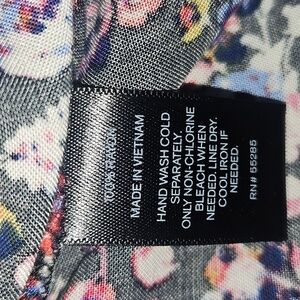 100% RAYON
MADE IN VIETNAM
HAND WASH COLD
SEPARATELY.
ONLY NON-CHLORINE
BLEACH WHEN
NEEDED. LINE DRY.
COOL IRON IF
NEEDED.
RN# 55285